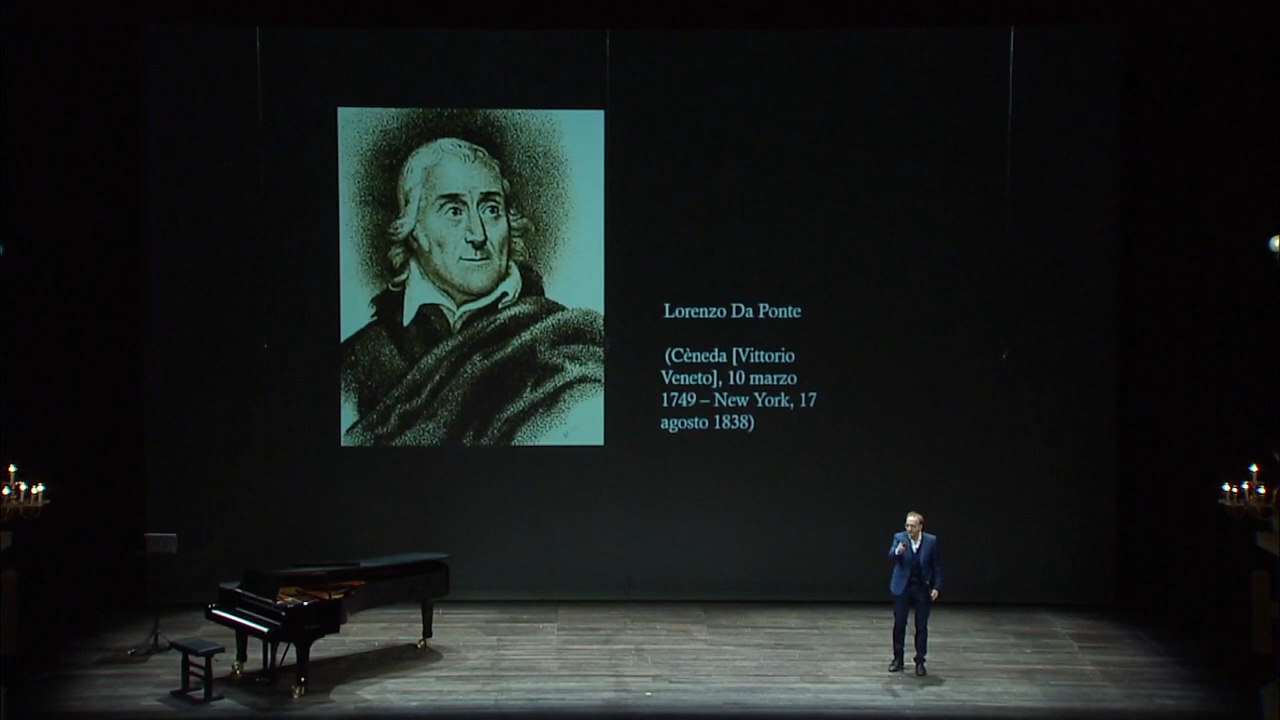 Lorenzo Da Ponte
(Cèneda [Vittorio
Veneto], 10 marzo
1749 – New York, 17
agosto 1838)